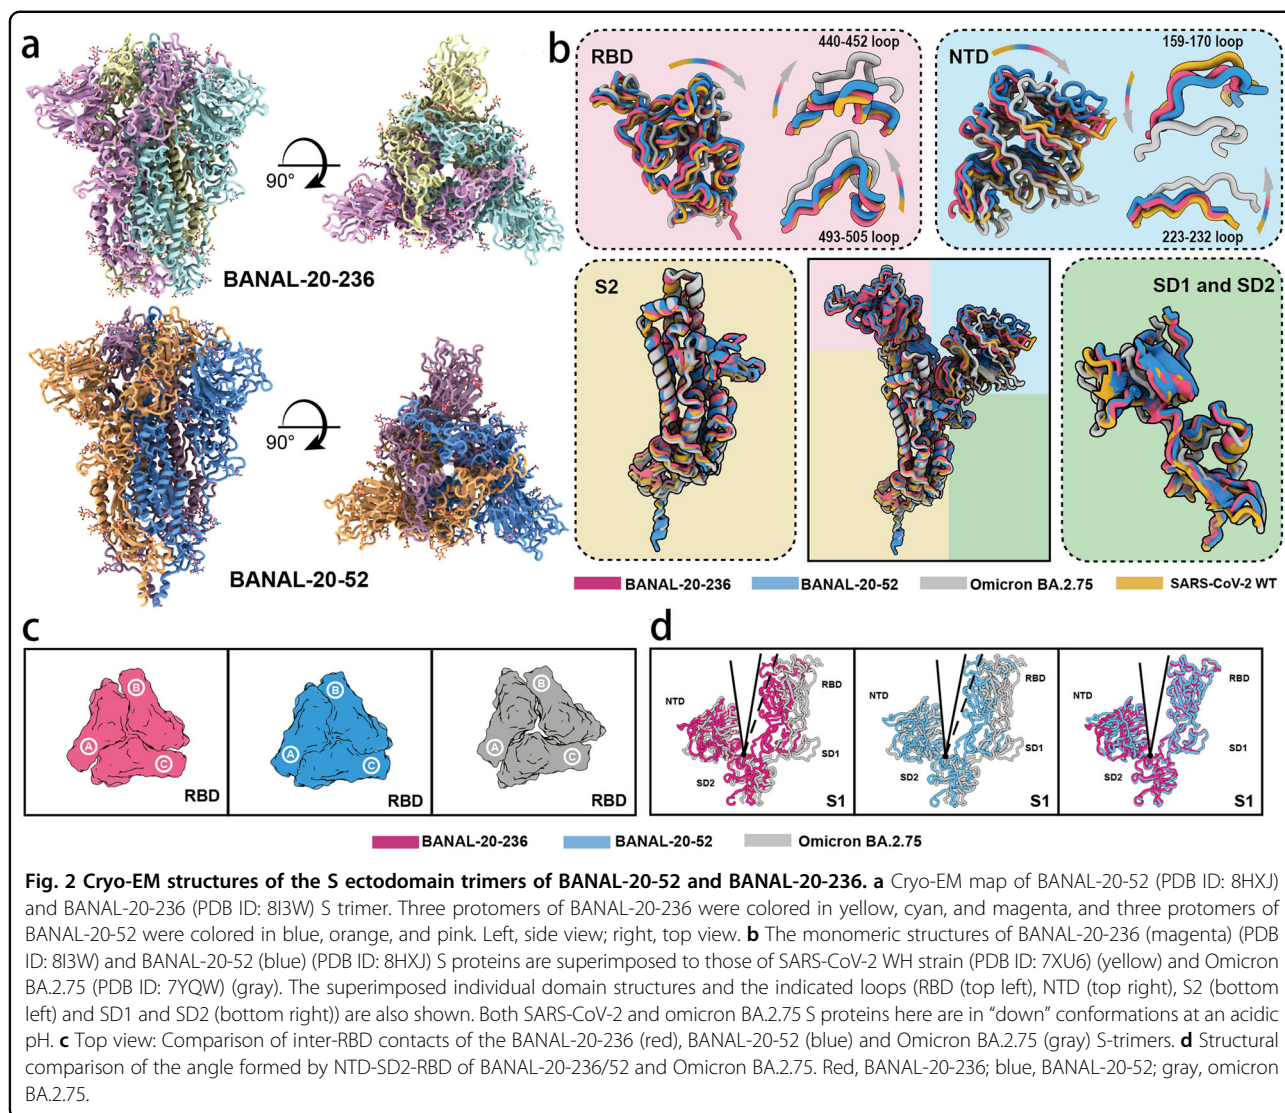 a
90°
BANAL-20-236
90°
BANAL-20-52
b
RBD
440-452 loop
493-505 loop
NTD
159-170 loop
223-232 loop
S2
SD1 and SD2
BANAL-20-236 BANAL-20-52 Omicron BA.2.75 SARS-CoV-2 WT
c
B
A
C
RBD
B
A
C
RBD
B
A
C
RBD
d
NTD
RBD
SD1
SD2
S1
NTD
RBD
SD1
SD2
S1
NTD
RBD
SD1
SD2
S1
BANAL-20-236 BANAL-20-52 Omicron BA.2.75
Fig. 2 Cryo-EM structures of the S ectodomain trimers of BANAL-20-52 and BANAL-20-236. a Cryo-EM map of BANAL-20-52 (PDB ID: 8HXJ)
and BANAL-20-236 (PDB ID: 8I3W) S trimer. Three protomers of BANAL-20-236 were colored in yellow, cyan, and magenta, and three protomers of
BANAL-20-52 were colored in blue, orange, and pink. Left, side view; right, top view. b The monomeric structures of BANAL-20-236 (magenta) (PDB
ID: 8I3W) and BANAL-20-52 (blue) (PDB ID: 8HXJ) S proteins are superimposed to those of SARS-CoV-2 WH strain (PDB ID: 7XU6) (yellow) and Omicron
BA.2.75 (PDB ID: 7YQW) (gray). The superimposed individual domain structures and the indicated loops (RBD (top left), NTD (top right), S2 (bottom
left) and SD1 and SD2 (bottom right)) are also shown. Both SARS-CoV-2 and omicron BA.2.75 S proteins here are in “down” conformations at an acidic
pH. c Top view: Comparison of inter-RBD contacts of the BANAL-20-236 (red), BANAL-20-52 (blue) and Omicron BA.2.75 (gray) S-trimers. d Structural
comparison of the angle formed by NTD-SD2-RBD of BANAL-20-236/52 and Omicron BA.2.75. Red, BANAL-20-236; blue, BANAL-20-52; gray, omicron
BA.2.75.